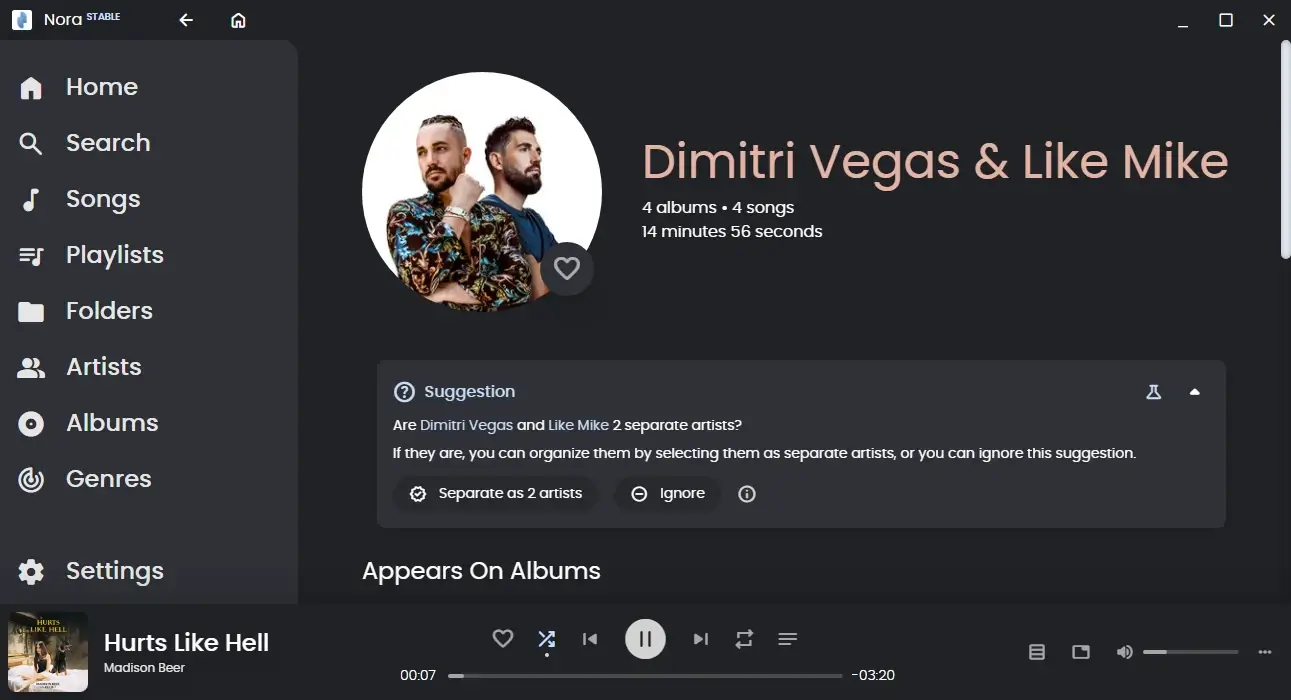 Nora STABLE
Home
Search
Songs
Playlists
Folders
Artists
Albums
Genres
Settings
Dimitri Vegas & Like Mike
4 albums • 4 songs
14 minutes 56 seconds
Suggestion
Are Dimitri Vegas and Like Mike 2 separate artists?
If they are, you can organize them by selecting them as separate artists, or you can ignore this suggestion.
Separate as 2 artists
Ignore
Appears On Albums
HURTS
LIKE HELL
Hurts Like Hell
Madison Beer
00:07
-03:20